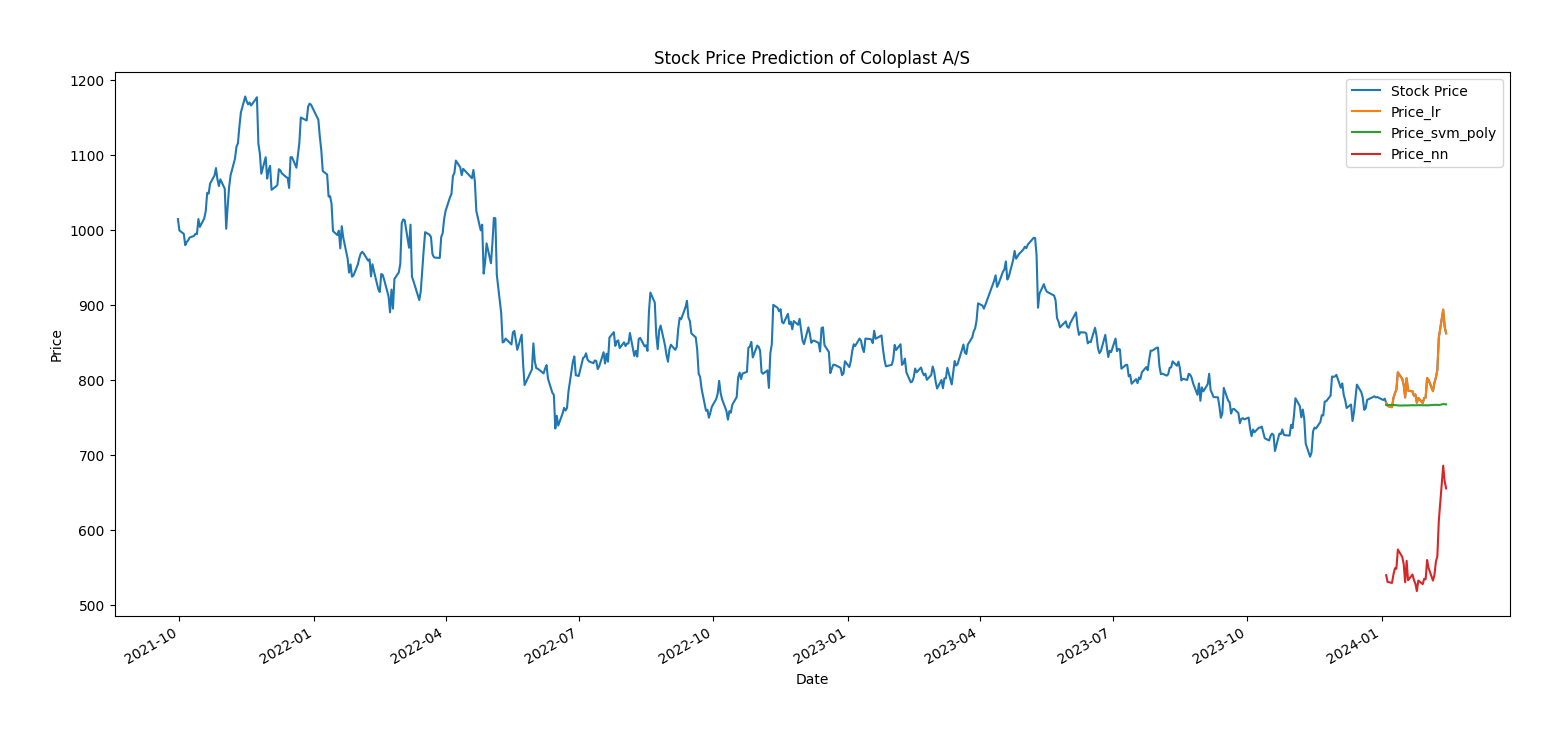 Stock Price Prediction of Coloplast A/S
Stock Price
Price_lr
Price_svm_poly
Price_nn
1200
1100
1000
900
800
700
600
500
Price
2021-10
2022-01
2022-04
2022-07
2022-10
2023-01
2023-04
2023-07
2023-10
2024-01
Date